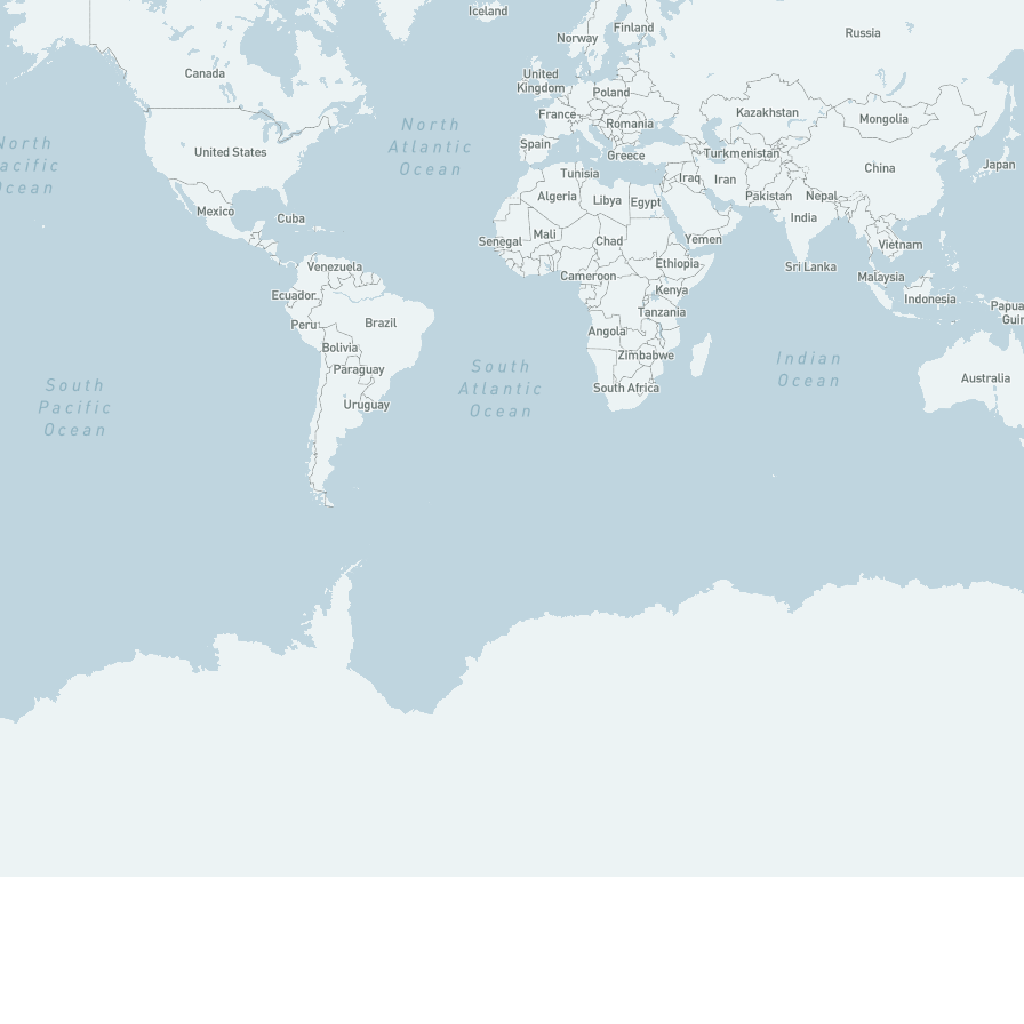 Iceland
Norway
Finland
Russia
Canada
United
Kingdom
Poland
France
Romania
Kazakhstan
Mongolia
North
Atlantic
Ocean
North
acific
cean
United States
Spain
Greece
Turkmenistan
China
Japan
Tunisia
Algeria
Libya
Egypt
Iraq
Iran
Pakistan
Nepal
India
Mexico
Cuba
Senegal
Mali
Chad
Yemen
Vietnam
Venezuela
Cameroon
Ethiopia
Sri Lanka
Malaysia
Ecuador
Kenya
Indonesia
Papua
Guin
Peru
Brazil
Tanzania
Angola
Bolivia
Zimbabwe
Paraguay
South
Atlantic
Ocean
Indian
Ocean
Australia
South
Pacific
Ocean
South Africa
Uruguay